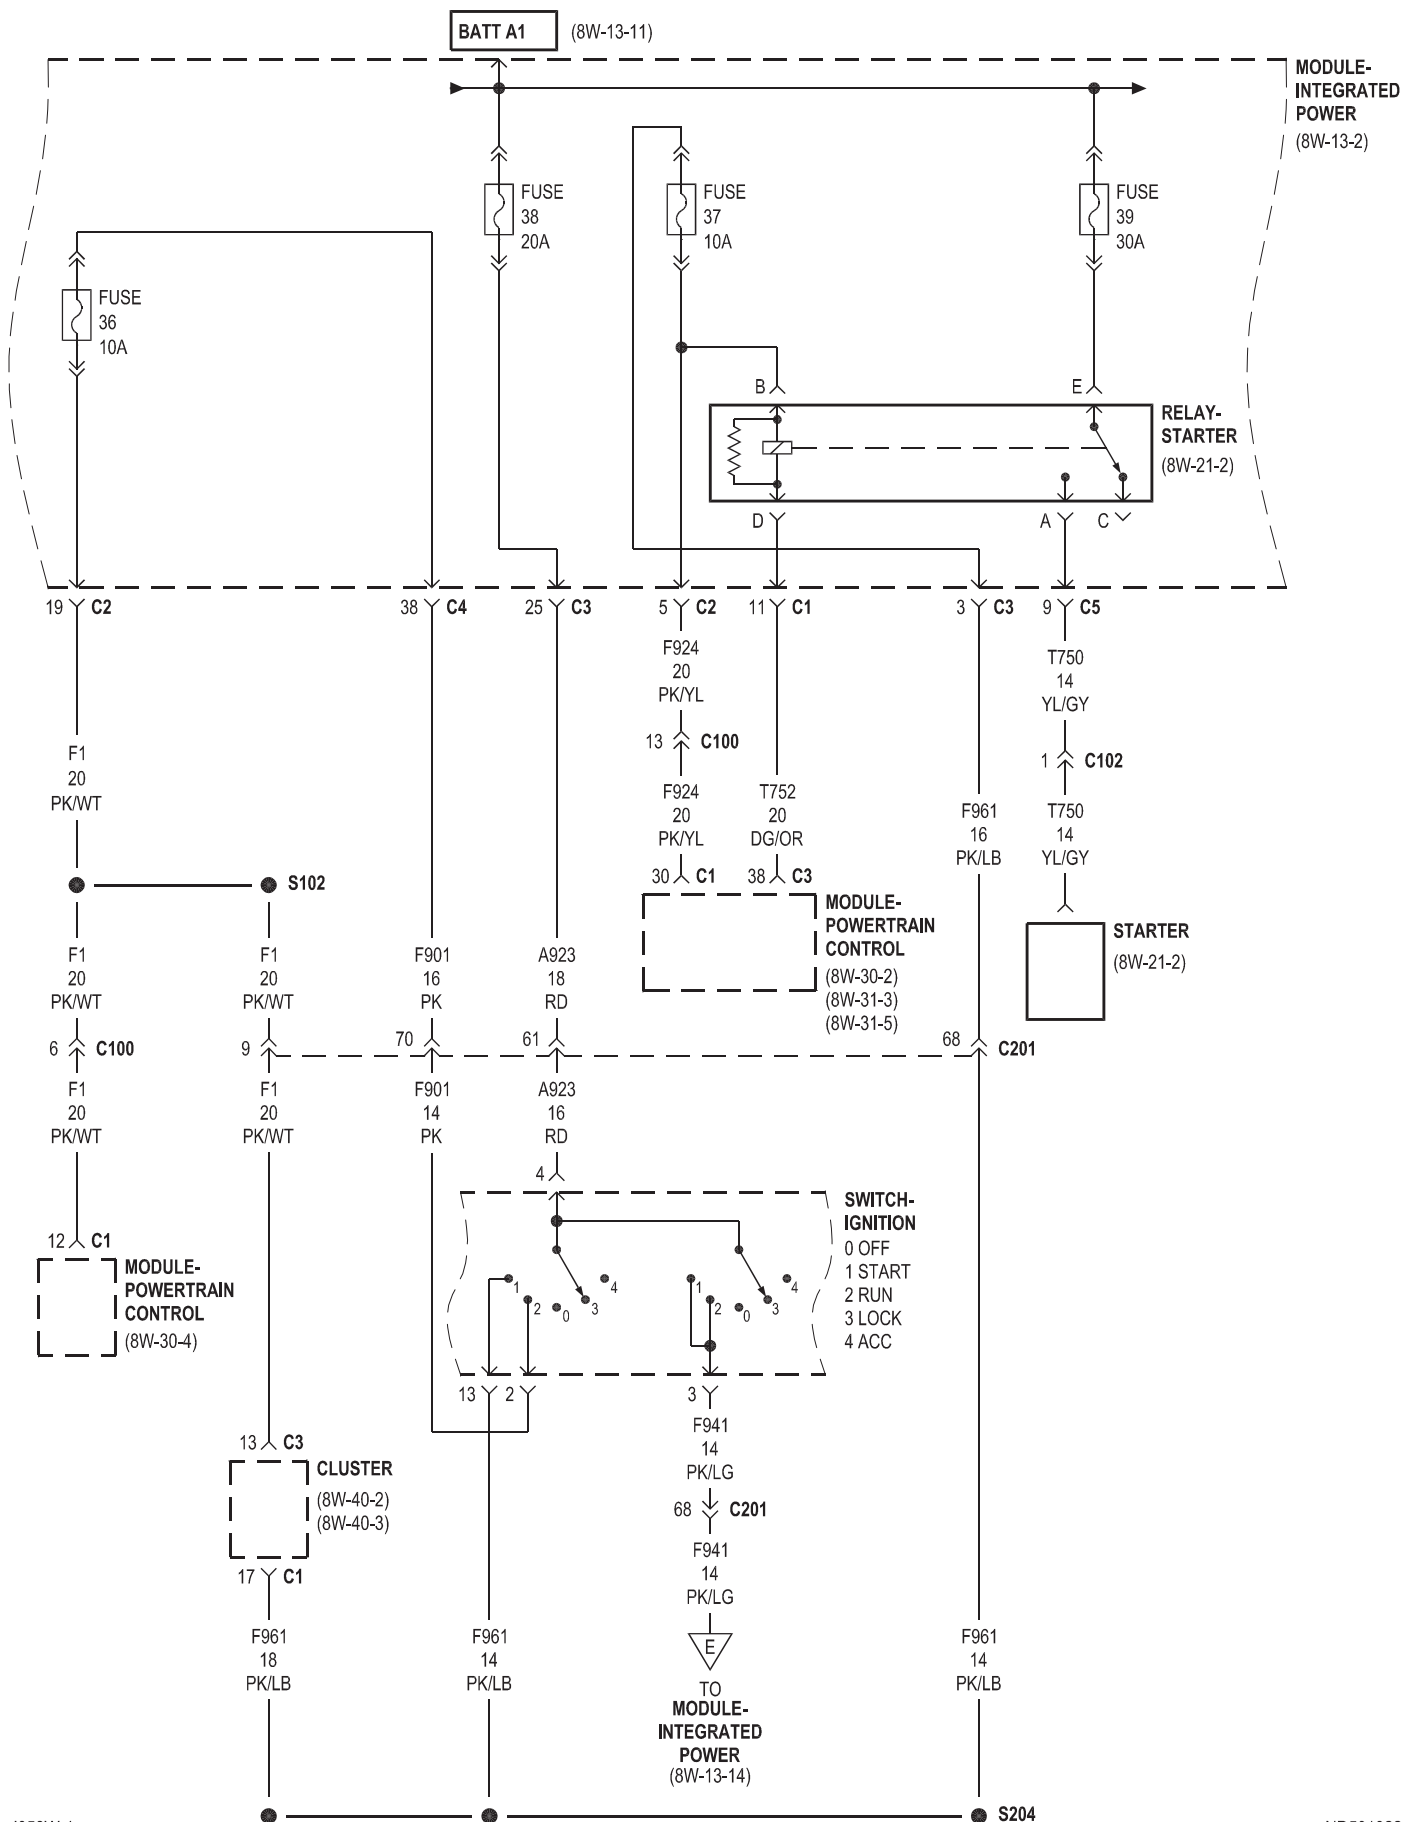 BATT A1 (8W-13-11)
MODULE-
INTEGRATED
POWER
(8W-13-2)
FUSE
38
20A
FUSE
37
10A
FUSE
39
30A
FUSE
36
10A
B
E
RELAY-
STARTER
(8W-21-2)
D
A
C
19 C2
38 C4
25 C3
5 C2
11 C1
3 C3
9 C5
F924
20
PK/YL
T750
14
YL/GY
13 C100
1 C102
F1
20
PK/WT
F924
20
PK/YL
T752
20
DG/OR
F961
16
PK/LB
T750
14
YL/GY
30 C1
38 C3
S102
MODULE-
POWERTRAIN
CONTROL
(8W-30-2)
(8W-31-3)
(8W-31-5)
STARTER
(8W-21-2)
F1
20
PK/WT
F1
20
PK/WT
F901
16
PK
A923
18
RD
6 C100
9
70
61
68 C201
F1
20
PK/WT
F1
20
PK/WT
F901
14
PK
A923
16
RD
4
SWITCH-
IGNITION
0 OFF
1 START
2 RUN
3 LOCK
4 ACC
1
2
0
3
4
1
2
0
3
4
12 C1
MODULE-
POWERTRAIN
CONTROL
(8W-30-4)
13
2
3
F941
14
PK/LG
13 C3
CLUSTER
(8W-40-2)
(8W-40-3)
68 C201
F941
14
PK/LG
17 C1
F961
18
PK/LB
F961
14
PK/LB
E
TO
MODULE-
INTEGRATED
POWER
(8W-13-14)
F961
14
PK/LB
S204